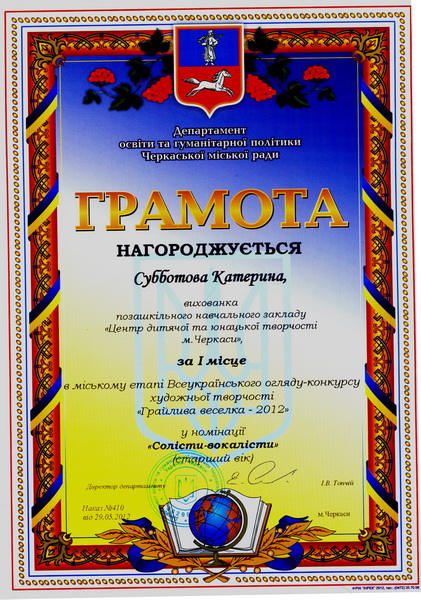 Департамент
освіти та гуманітарної політики
Черкаської міської ради
ГРАМОТА
НАГОРОДЖУЄТЬСЯ
Субботова Катерина,
вихованка
позашкільного навчального закладу
«Центр дитячої та юнацької творчості
м.Черкаси»,
за І місце
в міському етапі Всеукраїнського огляду-конкурсу
художньої творчості
«Грайлива веселка - 2012»
у номінації
«Солісти-вокалісти»
(старший вік)
Директор департаменту
І.В. Топчій
Наказ №410
від 29.05.2012
м.Черкаси